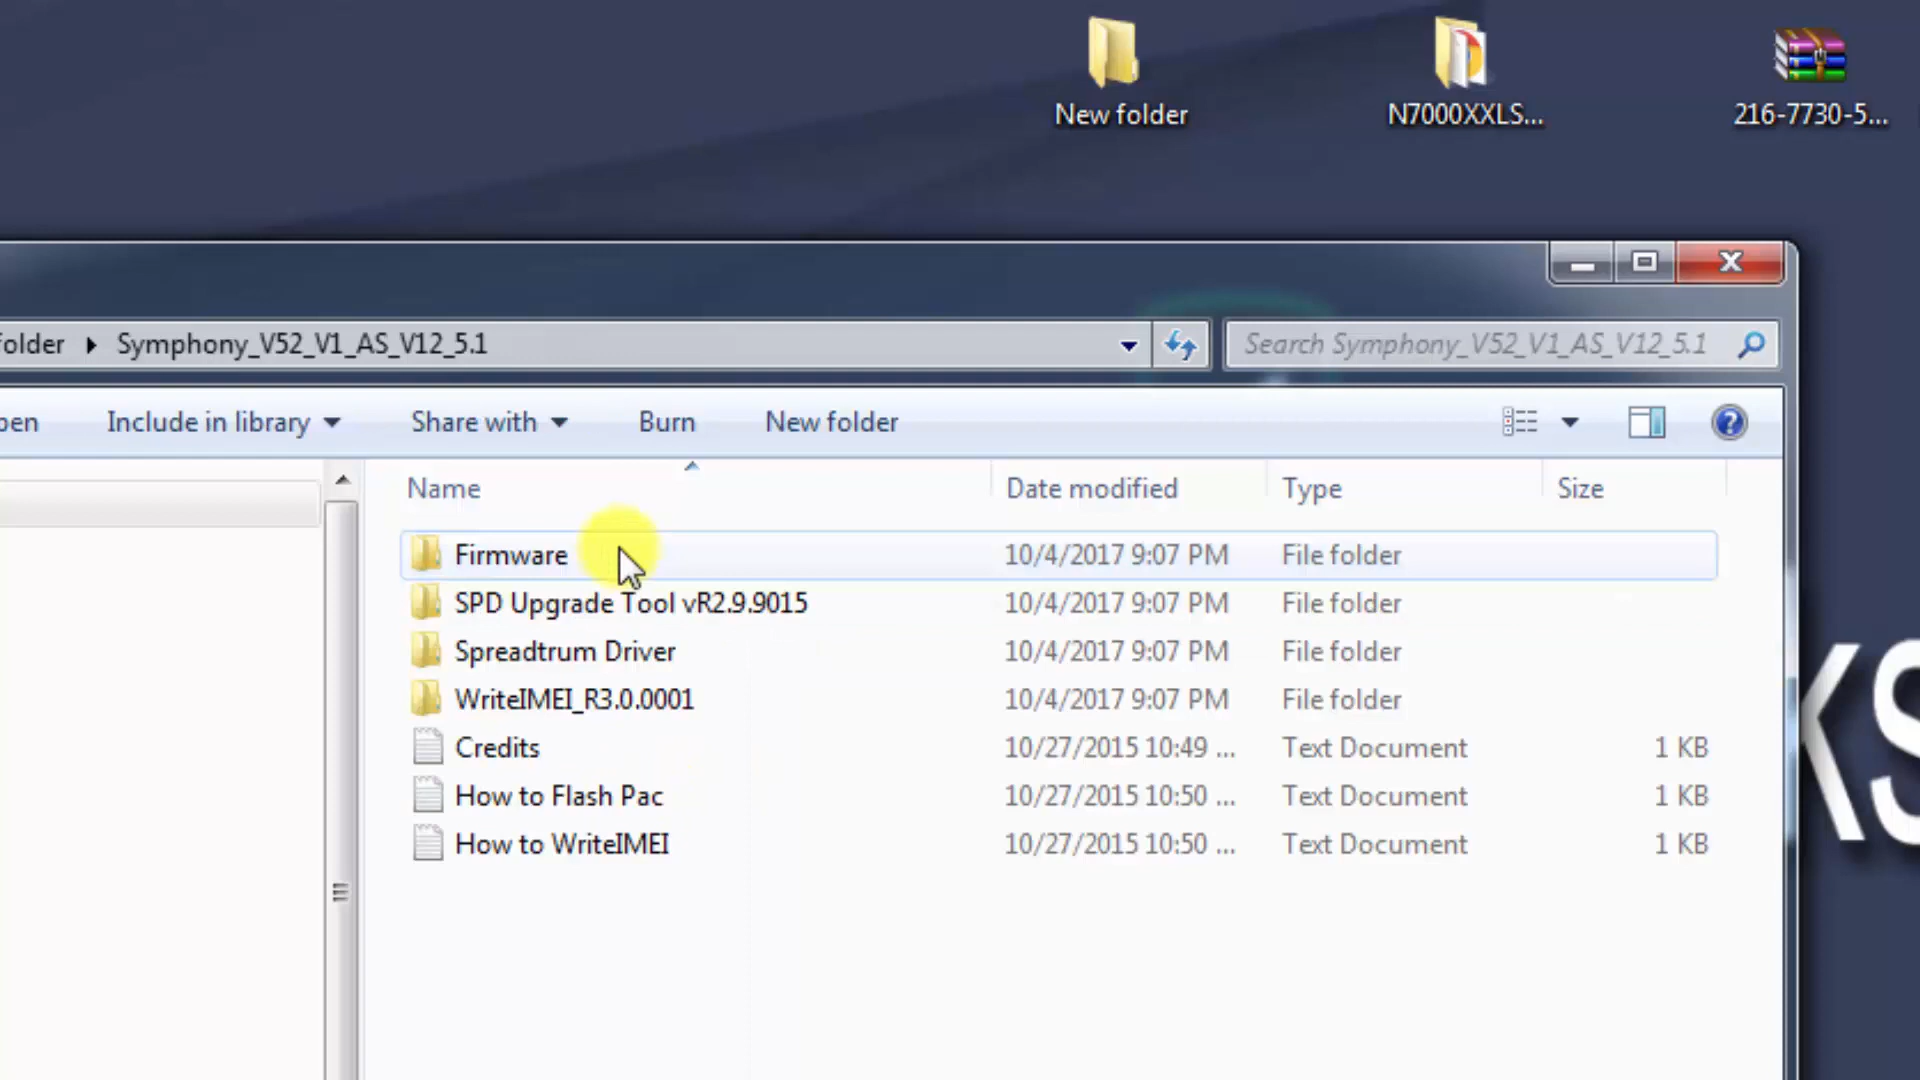 New folder
N7000XXLS...
216-7730-5...
Symphony_V52_V1_AS_V12_5.1
Search Symphony_V52_V1_AS_V12_5.1
Include in library
Share with
Burn
New folder
Name
Date modified
Type
Size
Firmware 10/4/2017 9:07 PM File folder
SPD Upgrade Tool vR2.9.9015 10/4/2017 9:07 PM File folder
Spreadtrum Driver 10/4/2017 9:07 PM File folder
WriteIMEI_R3.0.0001 10/4/2017 9:07 PM File folder
Credits 10/27/2015 10:49 ... Text Document 1 KB
How to Flash Pac 10/27/2015 10:50 ... Text Document 1 KB
How to WriteIMEI 10/27/2015 10:50 ... Text Document 1 KB